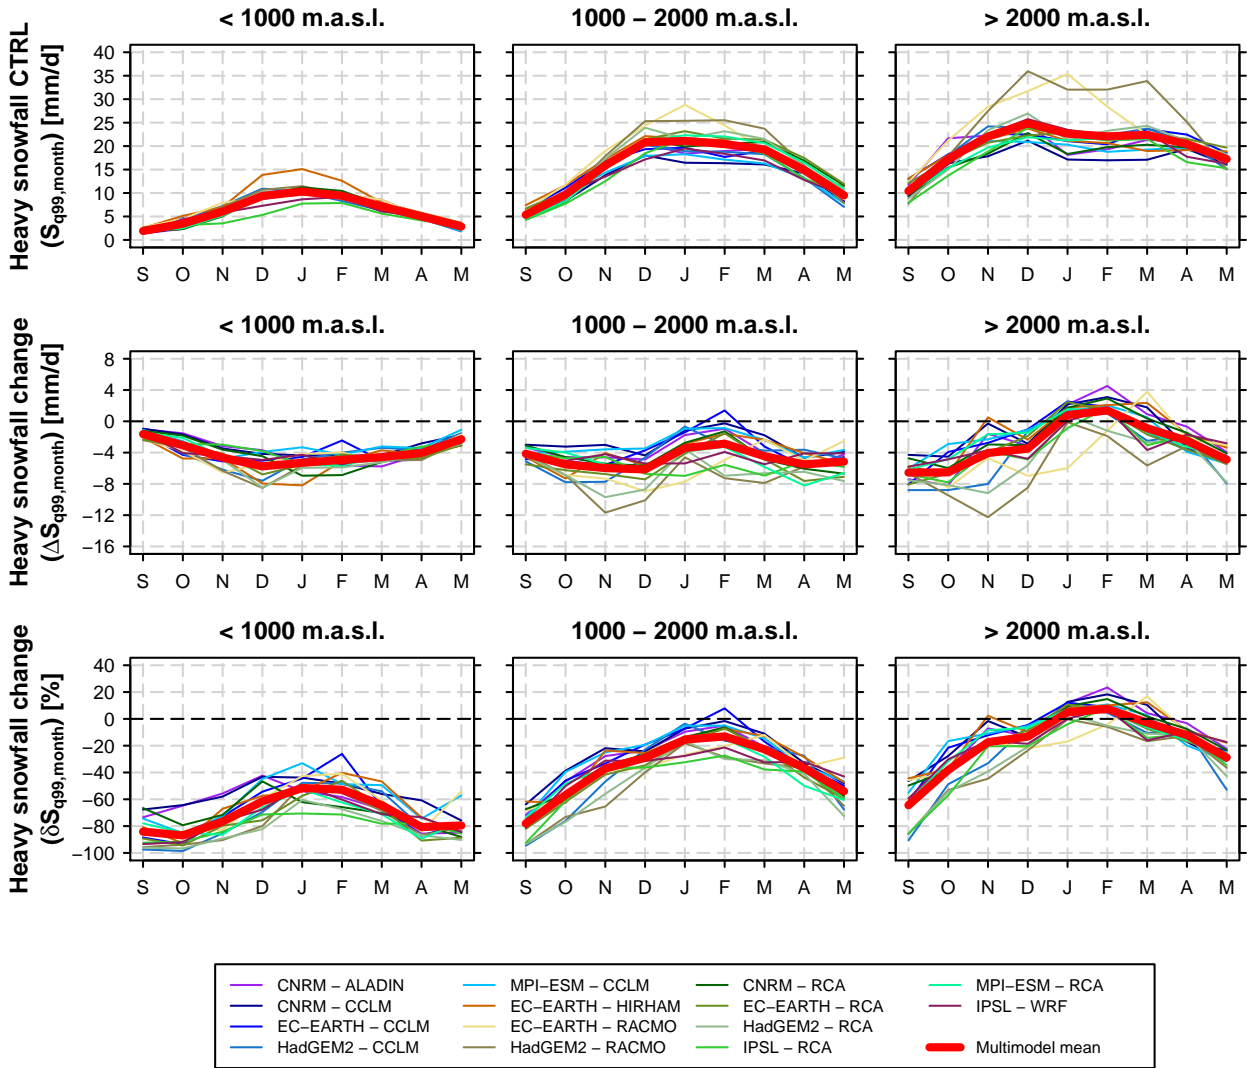 < 1000 m.a.s.l.
1000 − 2000 m.a.s.l.
> 2000 m.a.s.l.
Heavy snowfall CTRL
(Sq99,month) [mm/d]
40
35
30
25
20
15
10
5
0
S O N D J F M A M
S O N D J F M A M
S O N D J F M A M
< 1000 m.a.s.l.
1000 − 2000 m.a.s.l.
> 2000 m.a.s.l.
Heavy snowfall change
(ΔSq99,month) [mm/d]
8
4
0
−4
−8
−12
−16
S O N D J F M A M
S O N D J F M A M
S O N D J F M A M
< 1000 m.a.s.l.
1000 − 2000 m.a.s.l.
> 2000 m.a.s.l.
Heavy snowfall change
(δSq99,month) [%]
40
20
0
−20
−40
−60
−80
−100
S O N D J F M A M
S O N D J F M A M
S O N D J F M A M
CNRM − ALADIN
CNRM − CCLM
EC−EARTH − CCLM
HadGEM2 − CCLM
MPI−ESM − CCLM
EC−EARTH − HIRHAM
EC−EARTH − RACMO
HadGEM2 − RACMO
CNRM − RCA
EC−EARTH − RCA
HadGEM2 − RCA
IPSL − RCA
MPI−ESM − RCA
IPSL − WRF
Multimodel mean